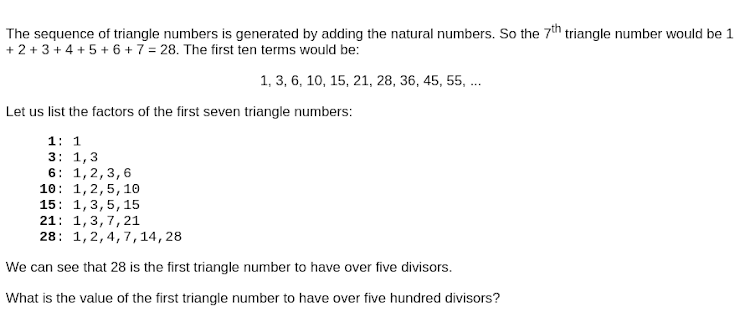 The sequence of triangle numbers is generated by adding the natural numbers. So the 7th triangle number would be 1
+ 2 + 3 + 4 + 5 + 6 + 7 = 28. The first ten terms would be:
1, 3, 6, 10, 15, 21, 28, 36, 45, 55, ...
Let us list the factors of the first seven triangle numbers:
1: 1
3: 1,3
6: 1,2,3,6
10: 1,2,5,10
15: 1,3,5,15
21: 1,3,7,21
28: 1,2,4,7,14,28
We can see that 28 is the first triangle number to have over five divisors.
What is the value of the first triangle number to have over five hundred divisors?